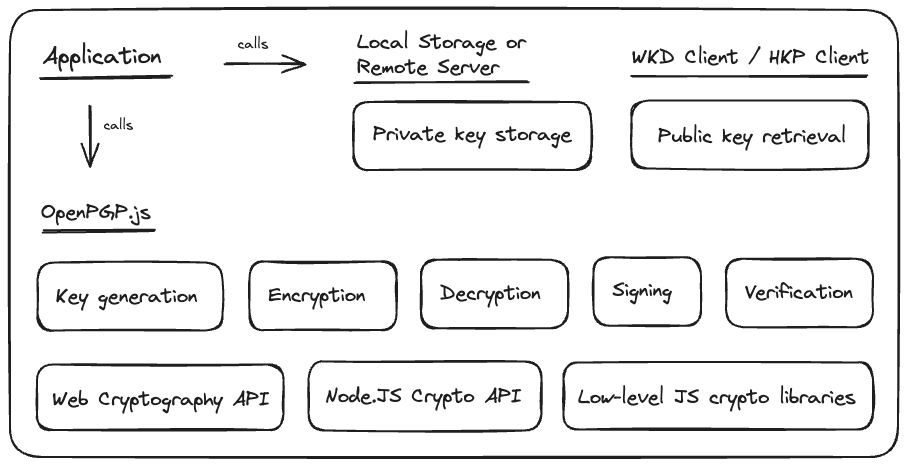 Application
calls
Local Storage or
Remote Server
WKD Client / HKP Client
Private key storage
Public key retrieval
calls
OpenPGP.js
Key generation
Encryption
Decryption
Signing
Verification
Web Cryptography API
Node.JS Crypto API
Low-level JS crypto libraries